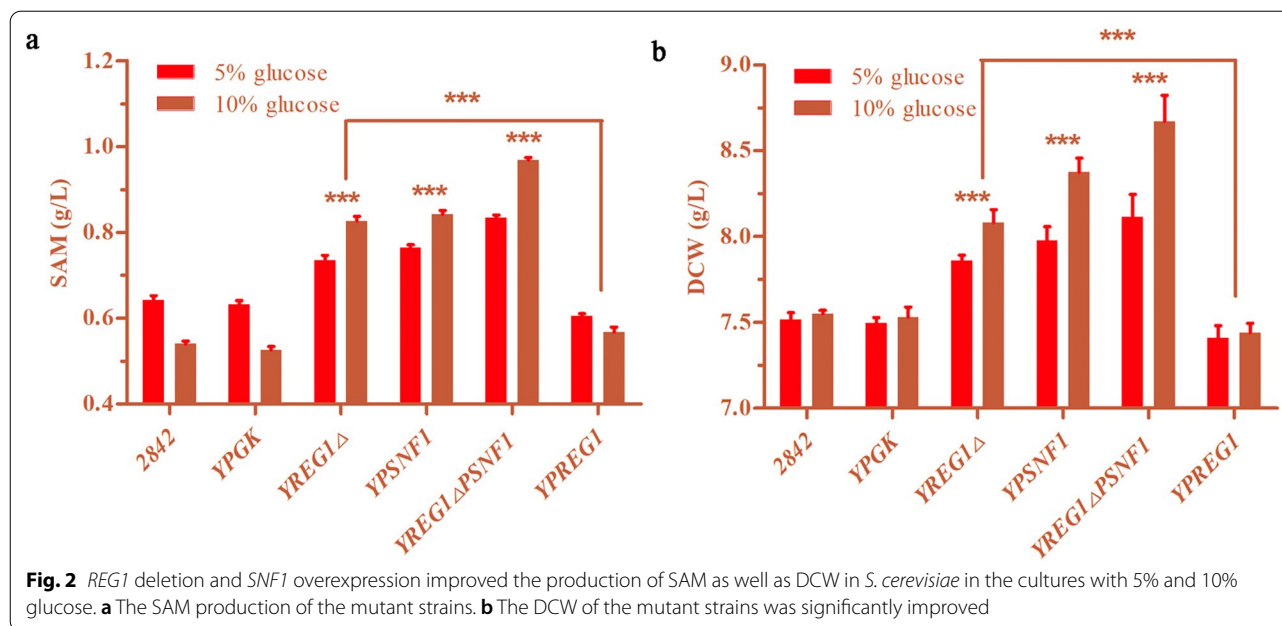 a
1.2
1.0
0.8
0.6
0.4
SAM (g/L)
5% glucose
10% glucose
***
***
***
***
2842
YPGK
YREG1Δ
YPSNF1
YREG1ΔPSNF1
YPREG1
b
9.0
8.5
8.0
7.5
7.0
DCW (g/L)
5% glucose
10% glucose
***
***
***
***
2842
YPGK
YREG1Δ
YPSNF1
YREG1ΔPSNF1
YPREG1
Fig. 2 REG1 deletion and SNF1 overexpression improved the production of SAM as well as DCW in S. cerevisiae in the cultures with 5% and 10%
glucose. a The SAM production of the mutant strains. b The DCW of the mutant strains was significantly improved